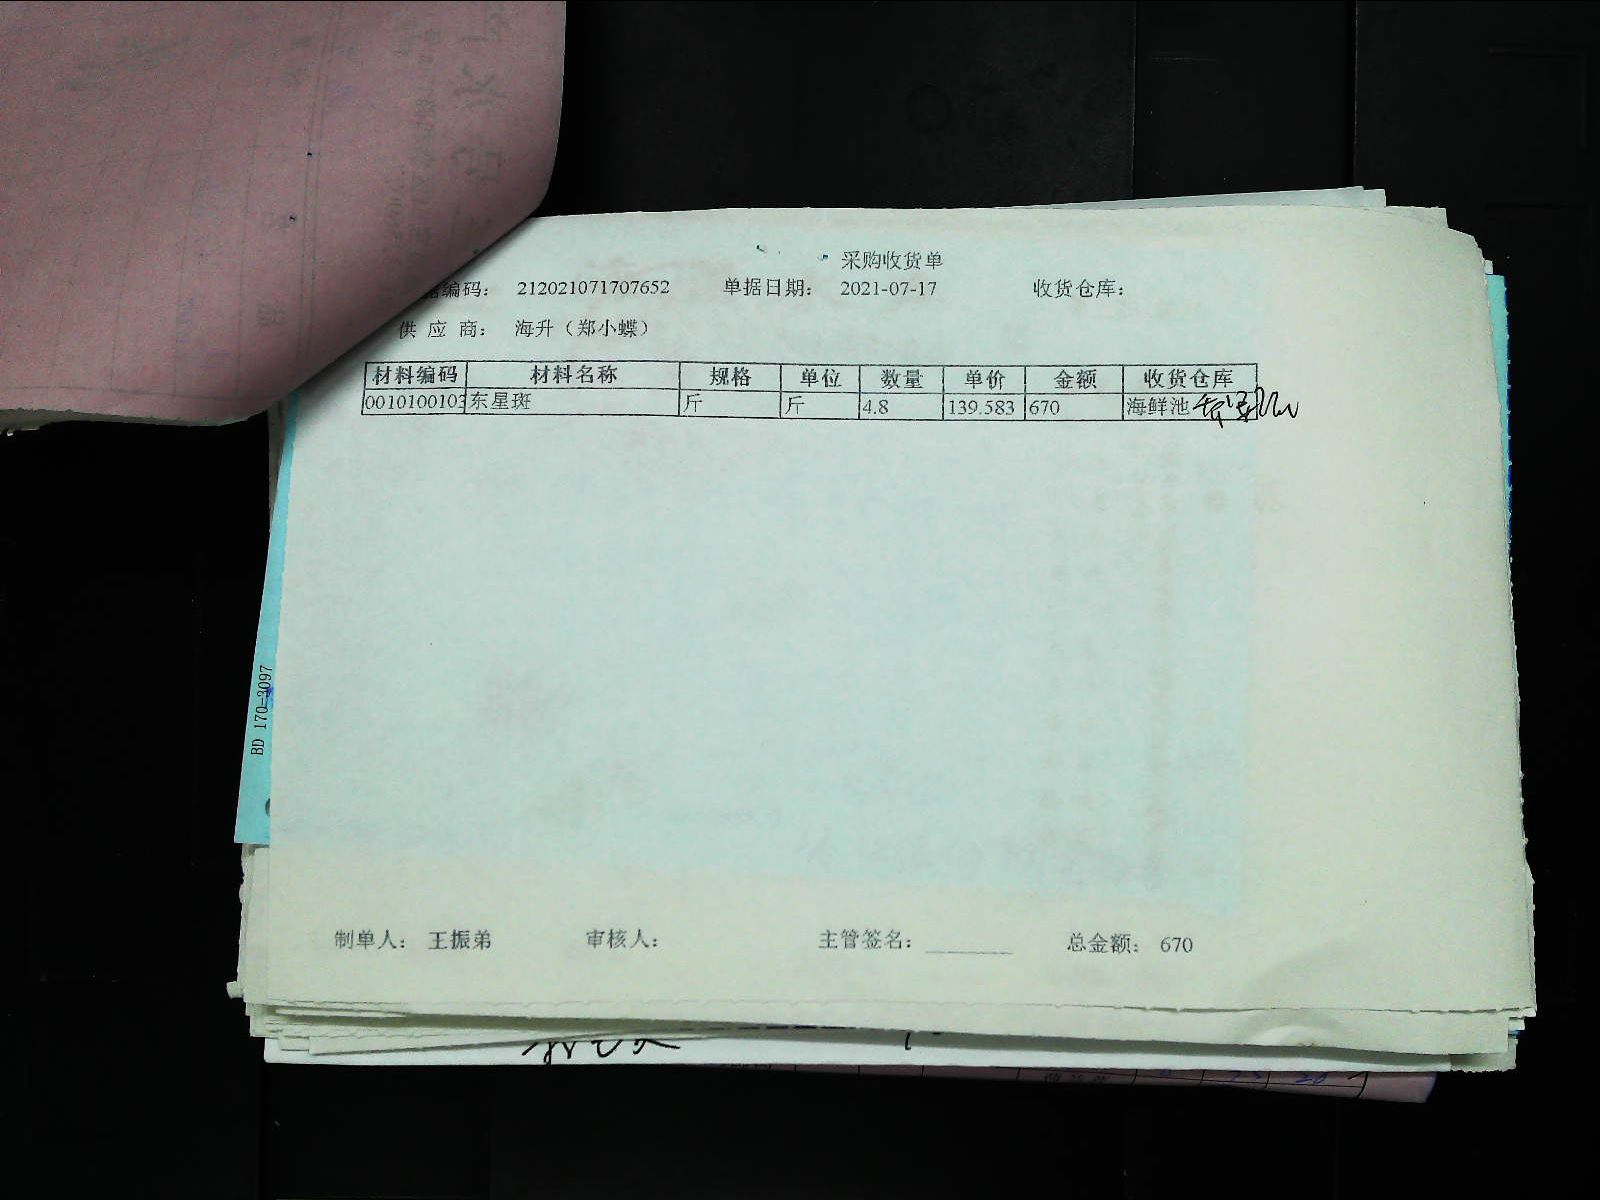 采购收货单
编码： 212021071707652 单据日期： 2021-07-17 收货仓库：
供 应 商： 海升（郑小蝶）
材料编码 材料名称 规格 单位 数量 单价 金额 收货仓库
0010100103 东星斑 斤 斤 4.8 139.583 670 海鲜池
制单人： 王振弟 审核人： 主管签名： 总金额： 670
BD 170-3097